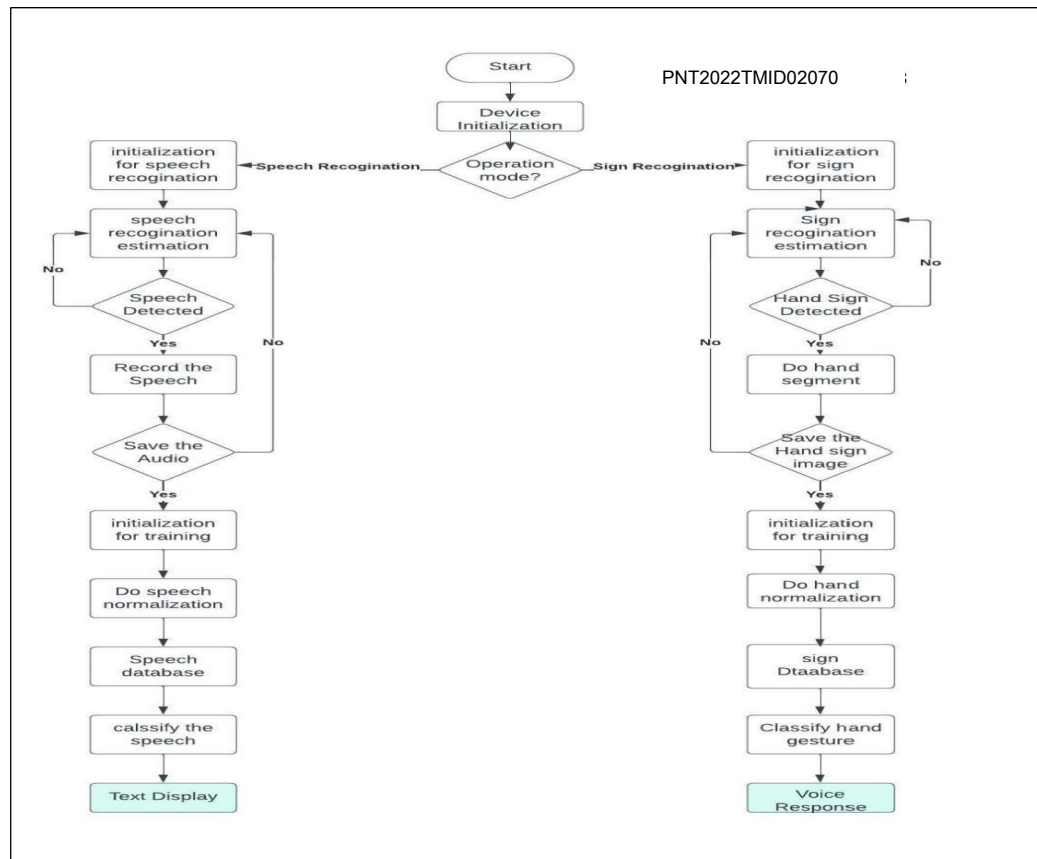 Start
PNT2022TMID02070
Device
Initialization
Operation
mode?
Speech Recogination
Sign Recogination
initialization
for speech
recogination
speech
recogination
estimation
No
Speech
Detected
Yes
No
Record the
Speech
Save the
Audio
Yes
initialization
for training
Do speech
normalization
Speech
database
calssify the
speech
Text Display
initialization
for sign
recogination
Sign
recogination
estimation
No
Hand Sign
Detected
Yes
No
Do hand
segment
Save the
Hand sign
image
Yes
initialization
for training
Do hand
normalization
sign
Dtaabase
Classify hand
gesture
Voice
Response